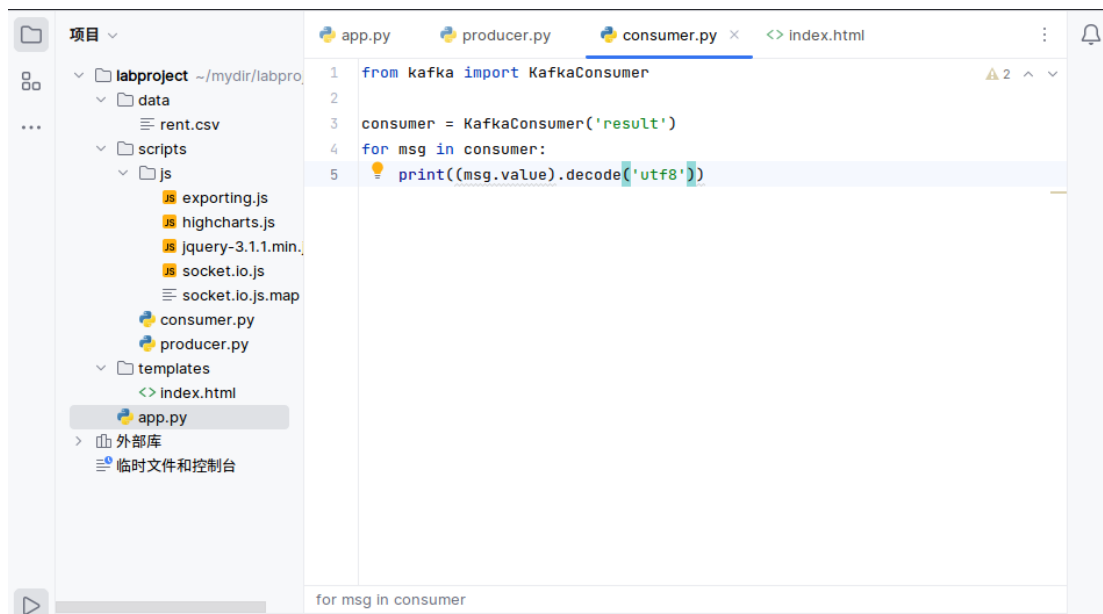 项目
app.py
producer.py
consumer.py
<> index.html
labproject ~/mydir/labpro
data
rent.csv
scripts
js
JS exporting.js
JS highcharts.js
JS jquery-3.1.1.min.
JS socket.io.js
socket.io.js.map
consumer.py
producer.py
templates
<> index.html
app.py
外部库
临时文件和控制台
1 from kafka import KafkaConsumer
2
3 consumer = KafkaConsumer('result')
4 for msg in consumer:
5 print((msg.value).decode('utf8'))
2
for msg in consumer